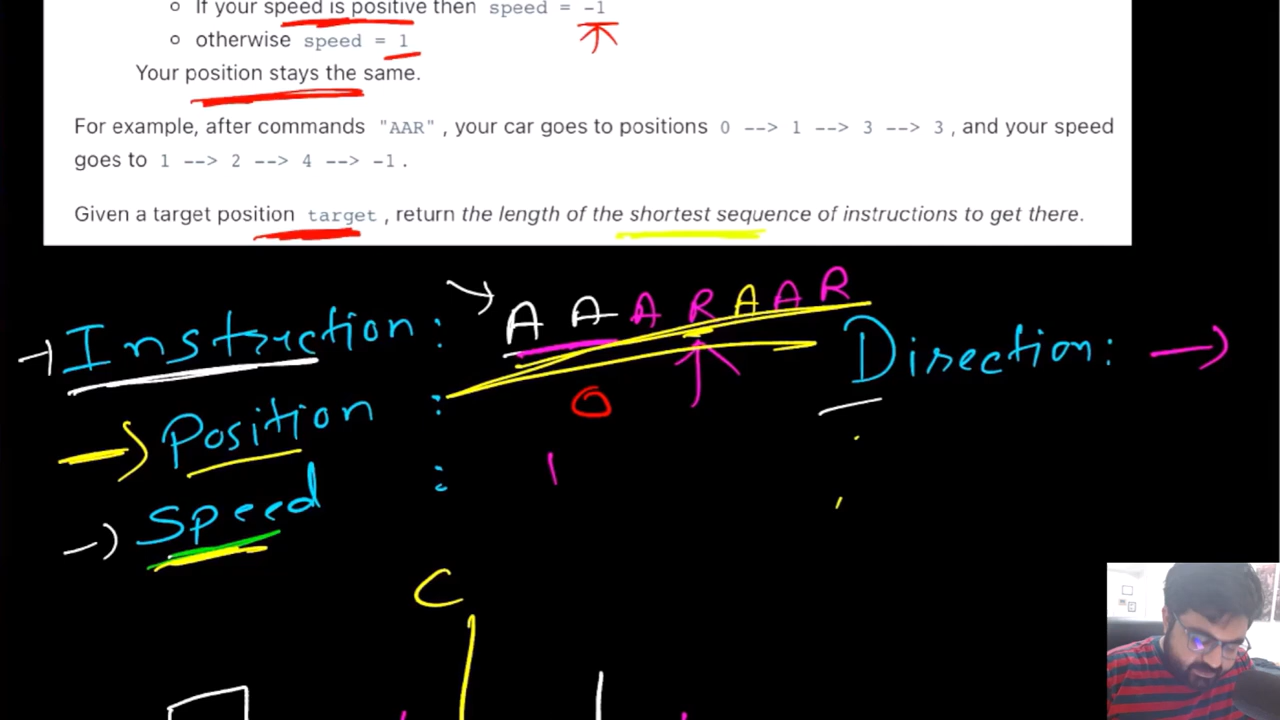 ○ If your speed is positive then speed = -1
○ otherwise speed = 1
Your position stays the same.
For example, after commands "AAR", your car goes to positions 0 --> 1 --> 3 --> 3, and your speed
goes to 1 --> 2 --> 4 --> -1.
Given a target position target, return the length of the shortest sequence of instructions to get there.
→ Instruction: → A A A R A A R
Direction: →
→ Position : 0
→ Speed : 1
C